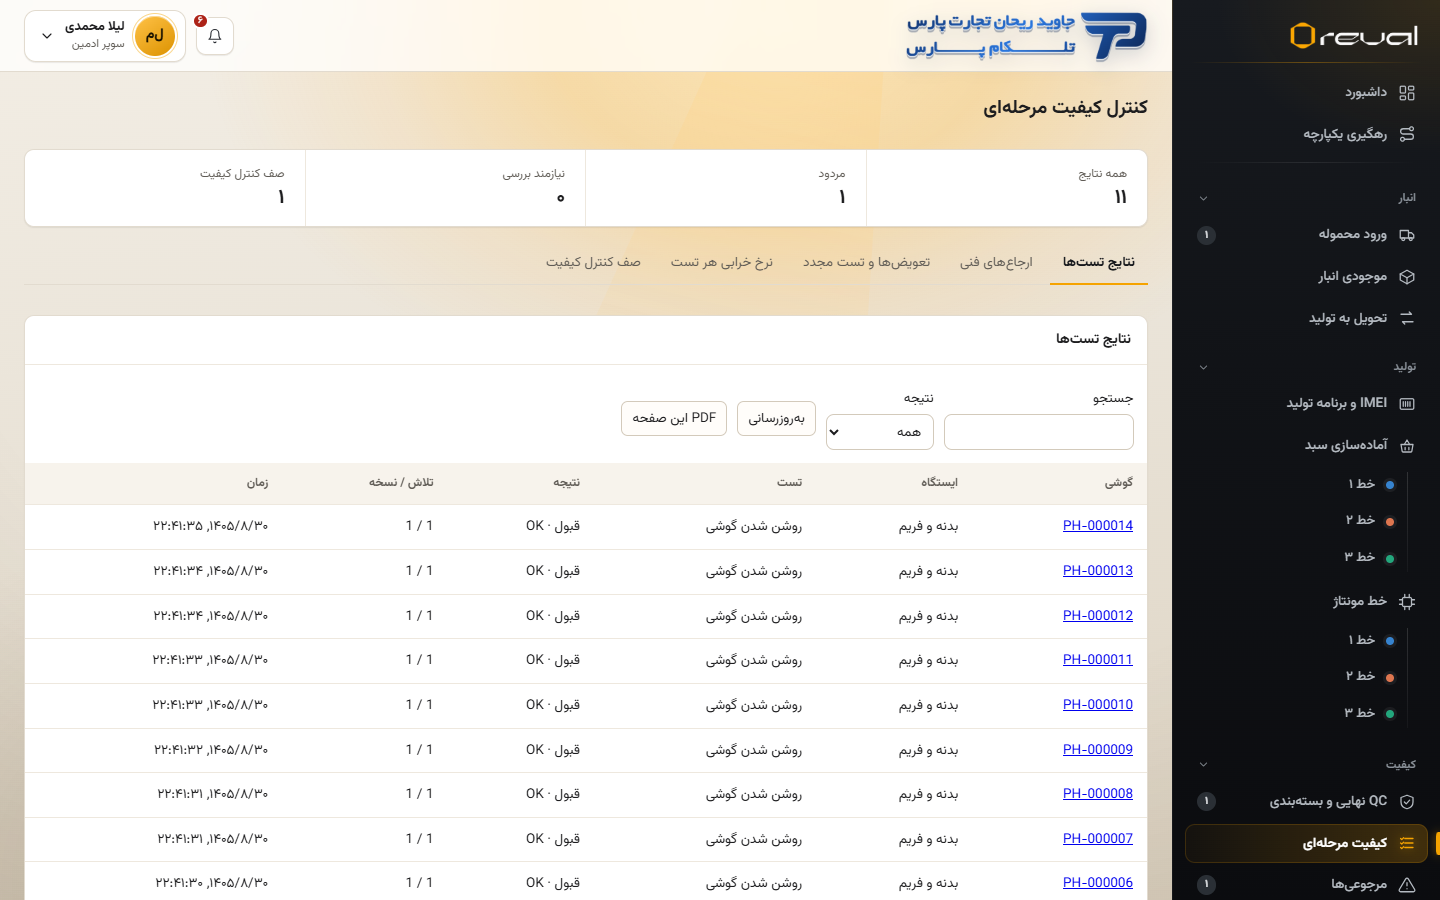 reval
داشبورد
رهگیری یکپارچه
انبار
ورود محموله ۱
موجودی انبار
تحویل به تولید
تولید
IMEI و برنامه تولید
آماده‌سازی سبد
خط ۱
خط ۲
خط ۳
خط مونتاژ
خط ۱
خط ۲
خط ۳
کیفیت
QC نهایی و بسته‌بندی ۱
کیفیت مرحله‌ای
مرجوعی‌ها ۱
جاوید ریحان تجارت پارس
تلـــــکام پـــــارس
۶
ل‌م
لیلا محمدی
سوپر ادمین
کنترل کیفیت مرحله‌ای
همه نتایج
۱۱
مردود
۱
نیازمند بررسی
۰
صف کنترل کیفیت
۱
نتایج تست‌ها ارجاع‌های فنی تعویض‌ها و تست مجدد نرخ خرابی هر تست صف کنترل کیفیت
نتایج تست‌ها
جستجو
نتیجه
همه
به‌روزرسانی
PDF این صفحه
گوشی ایستگاه تست نتیجه تلاش / نسخه زمان
PH-000014 بدنه و فریم روشن شدن گوشی قبول · OK 1 / 1 ۱۴۰۵/۸/۳۰, ۲۲:۴۱:۳۵
PH-000013 بدنه و فریم روشن شدن گوشی قبول · OK 1 / 1 ۱۴۰۵/۸/۳۰, ۲۲:۴۱:۳۴
PH-000012 بدنه و فریم روشن شدن گوشی قبول · OK 1 / 1 ۱۴۰۵/۸/۳۰, ۲۲:۴۱:۳۴
PH-000011 بدنه و فریم روشن شدن گوشی قبول · OK 1 / 1 ۱۴۰۵/۸/۳۰, ۲۲:۴۱:۳۳
PH-000010 بدنه و فریم روشن شدن گوشی قبول · OK 1 / 1 ۱۴۰۵/۸/۳۰, ۲۲:۴۱:۳۳
PH-000009 بدنه و فریم روشن شدن گوشی قبول · OK 1 / 1 ۱۴۰۵/۸/۳۰, ۲۲:۴۱:۳۲
PH-000008 بدنه و فریم روشن شدن گوشی قبول · OK 1 / 1 ۱۴۰۵/۸/۳۰, ۲۲:۴۱:۳۱
PH-000007 بدنه و فریم روشن شدن گوشی قبول · OK 1 / 1 ۱۴۰۵/۸/۳۰, ۲۲:۴۱:۳۱
PH-000006 بدنه و فریم روشن شدن گوشی قبول · OK 1 / 1 ۱۴۰۵/۸/۳۰, ۲۲:۴۱:۳۰